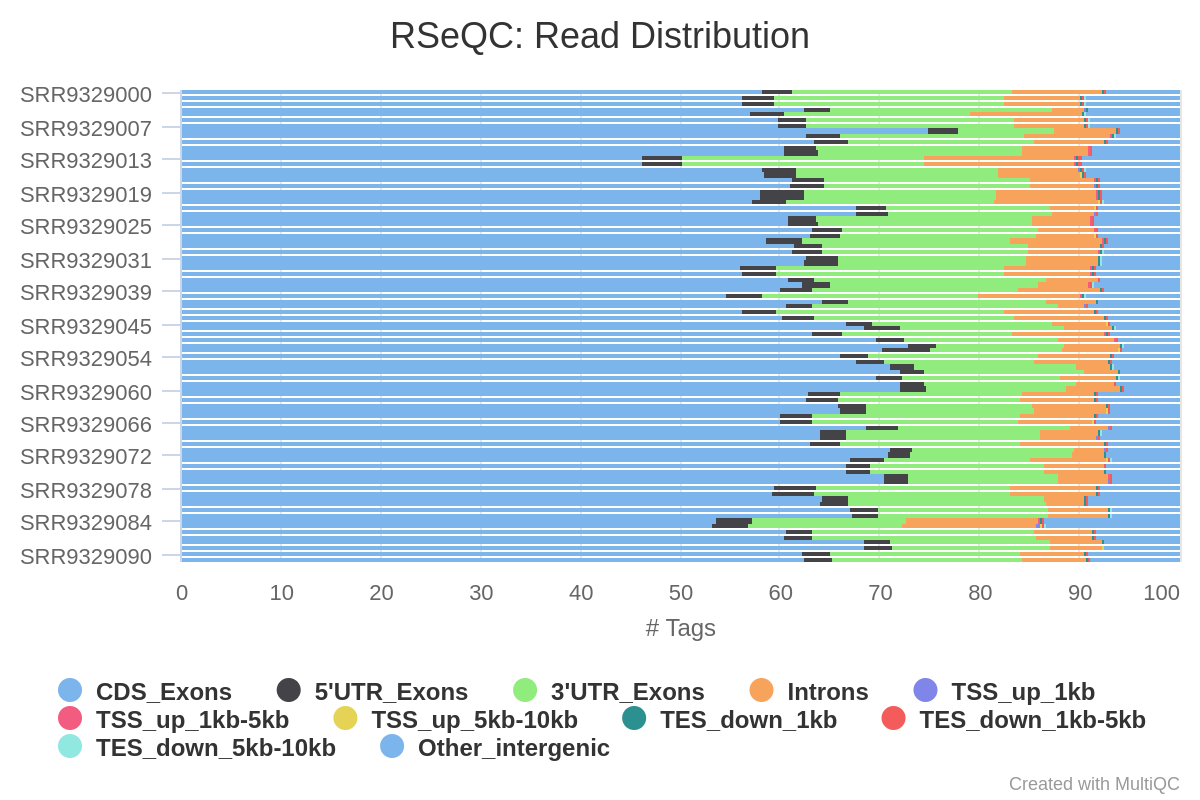 RSeQC: Read Distribution
SRR9329000
SRR9329007
SRR9329013
SRR9329019
SRR9329025
SRR9329031
SRR9329039
SRR9329045
SRR9329054
SRR9329060
SRR9329066
SRR9329072
SRR9329078
SRR9329084
SRR9329090
0 10 20 30 40 50 60 70 80 90 100
# Tags
CDS_Exons 5'UTR_Exons 3'UTR_Exons Introns TSS_up_1kb
TSS_up_1kb-5kb TSS_up_5kb-10kb TES_down_1kb TES_down_1kb-5kb
TES_down_5kb-10kb Other_intergenic
Created with MultiQC